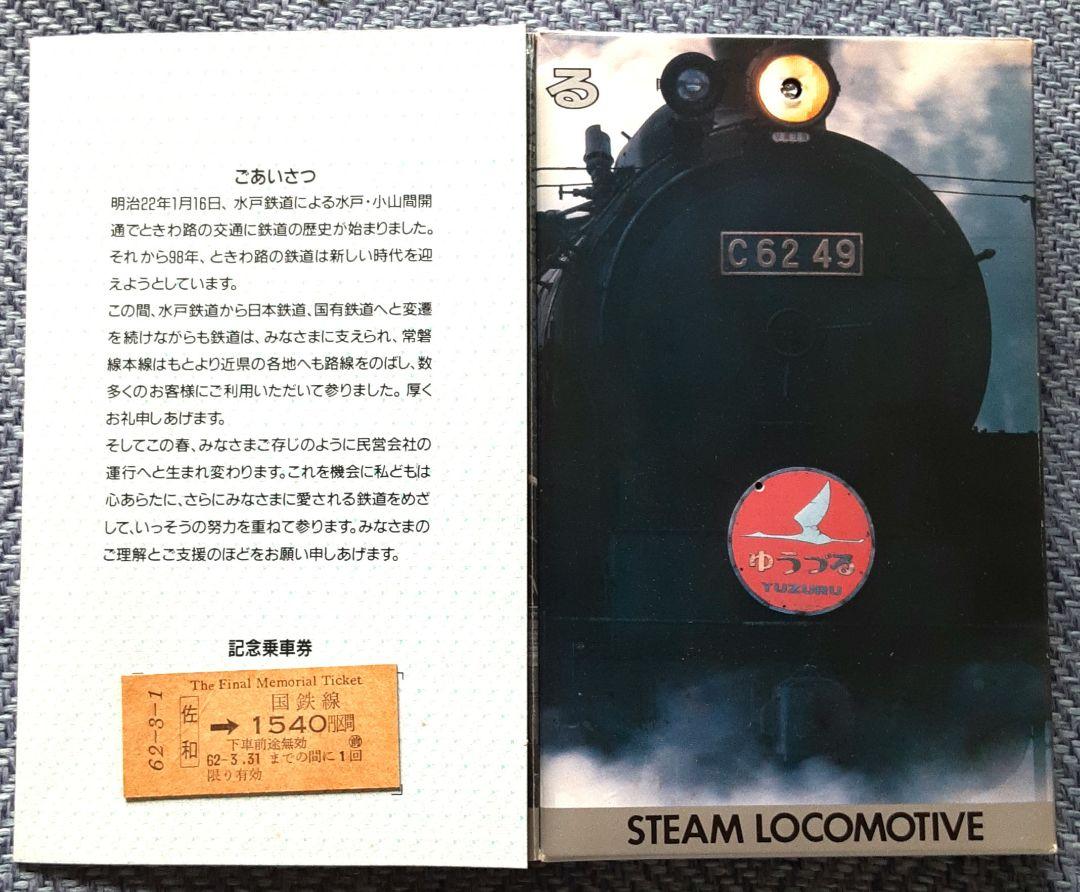 ごあいさつ
明治22年1月16日、水戸鉄道による水戸・小山間開
通でときわ路の交通に鉄道の歴史が始まりました。
それから98年、ときわ路の鉄道は新しい時代を迎
えようとしています。
この間、水戸鉄道から日本鉄道、国有鉄道へと変遷
を続けながらも鉄道は、みなさまに支えられ、常磐
線本線はもとより近県の各地へも路線をのばし、数
多くのお客様にご利用いただいて参りました。厚く
お礼申しあげます。
そしてこの春、みなさまご存じのように民営会社の
運行へと生まれ変わります。これを機会に私どもは
心あらたに、さらにみなさまに愛される鉄道をめざ
して、いっそうの努力を重ねて参ります。みなさまの
ご理解とご支援のほどをお願い申しあげます。
記念乗車券
62-3-1
The Final Memorial Ticket
国鉄線
佐和
➡1540円区間
下車前途無効
62-3.31 までの間に1回
限り有効
る
C62 49
ゆうづる
YUZURU
STEAM LOCOMOTIVE